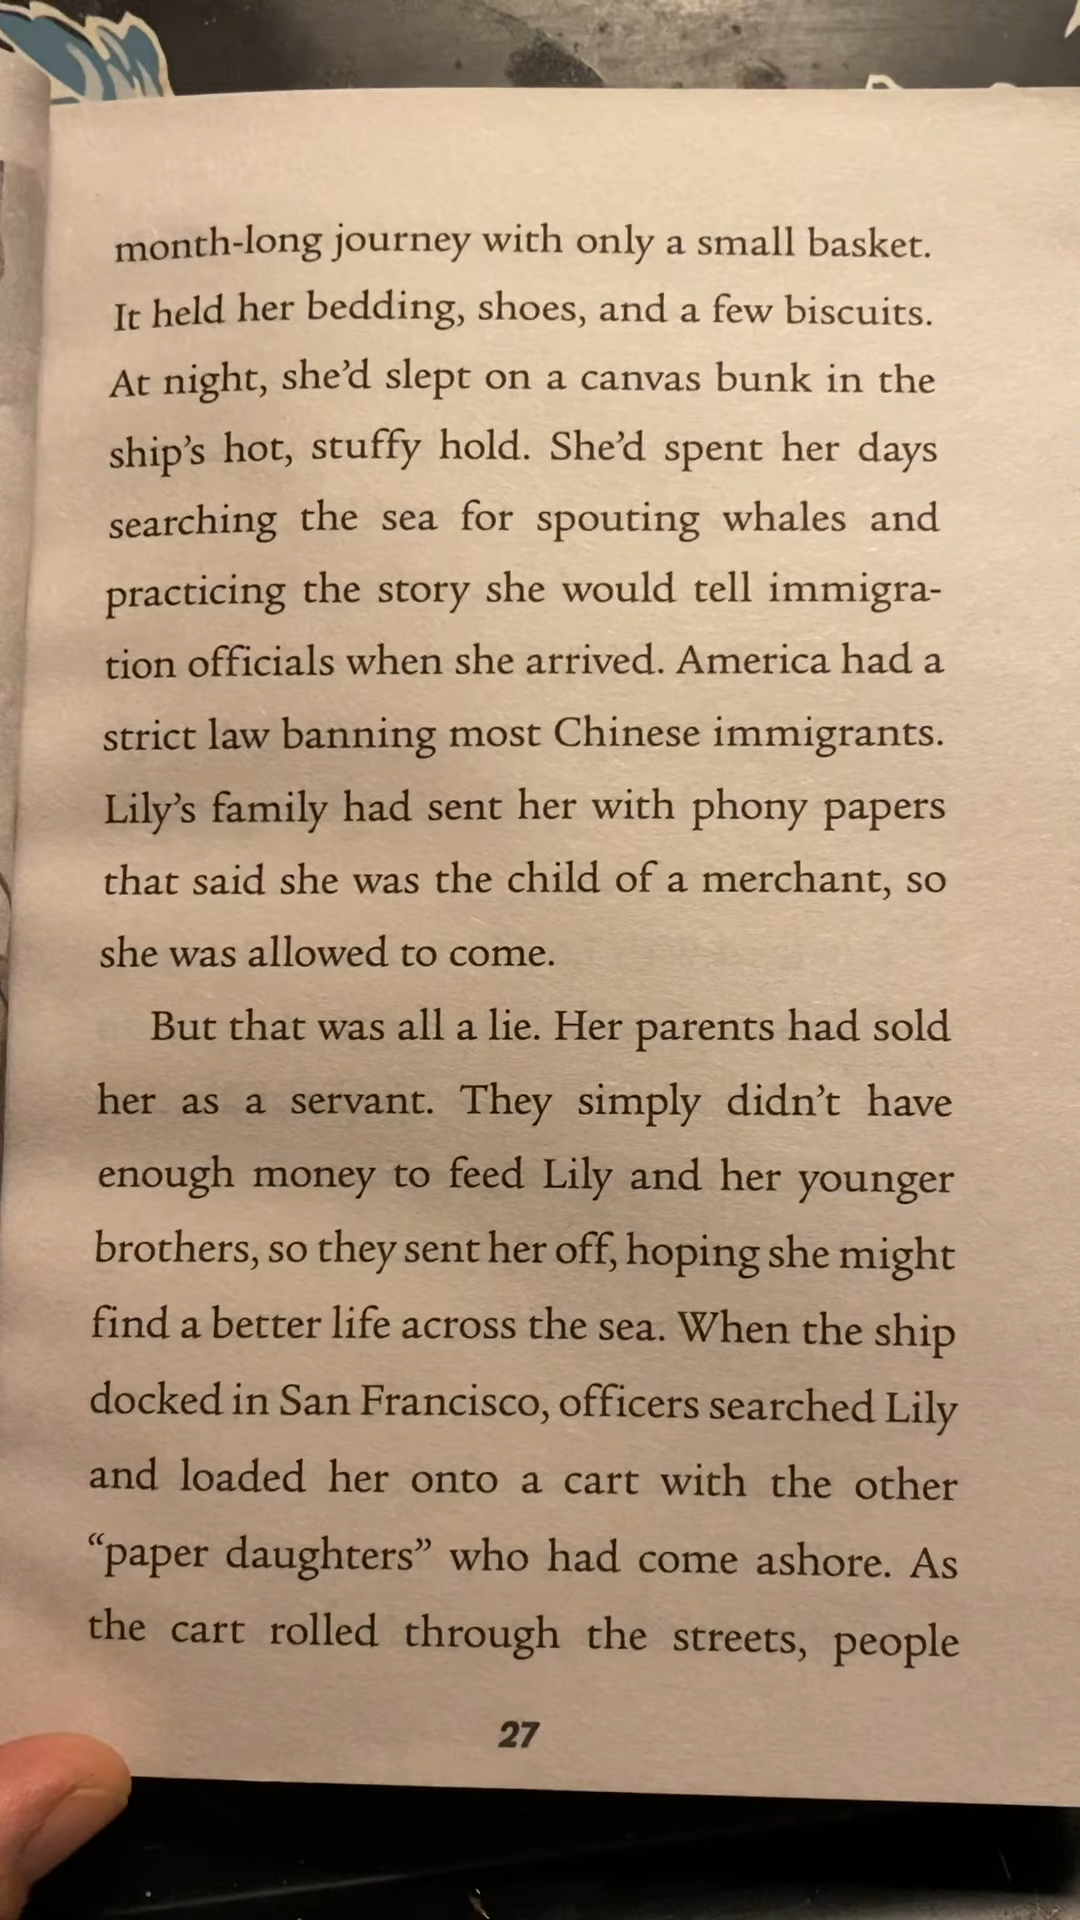 month-long journey with only a small basket.
It held her bedding, shoes, and a few biscuits.
At night, she’d slept on a canvas bunk in the
ship’s hot, stuffy hold. She’d spent her days
searching the sea for spouting whales and
practicing the story she would tell immigra-
tion officials when she arrived. America had a
strict law banning most Chinese immigrants.
Lily’s family had sent her with phony papers
that said she was the child of a merchant, so
she was allowed to come.
But that was all a lie. Her parents had sold
her as a servant. They simply didn’t have
enough money to feed Lily and her younger
brothers, so they sent her off, hoping she might
find a better life across the sea. When the ship
docked in San Francisco, officers searched Lily
and loaded her onto a cart with the other
“paper daughters” who had come ashore. As
the cart rolled through the streets, people
27